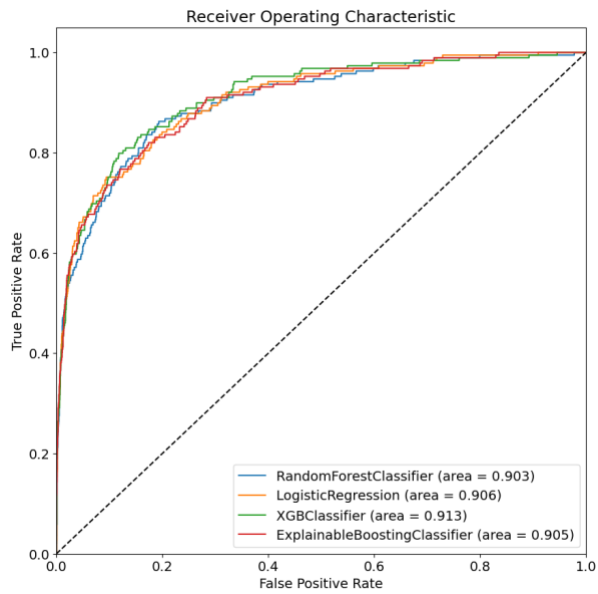 Receiver Operating Characteristic
1.0
0.8
0.6
0.4
0.2
0.0
True Positive Rate
RandomForestClassifier (area = 0.903)
LogisticRegression (area = 0.906)
XGBClassifier (area = 0.913)
ExplainableBoostingClassifier (area = 0.905)
0.0 0.2 0.4 0.6 0.8 1.0
False Positive Rate